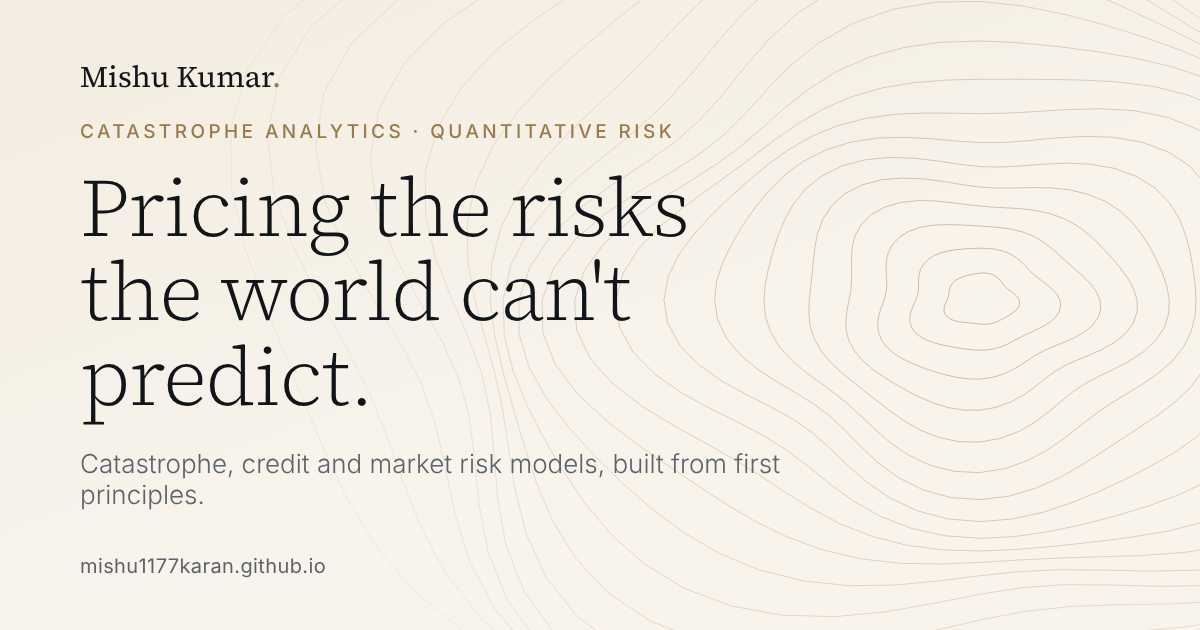 Mishu Kumar.
CATASTROPHE ANALYTICS · QUANTITATIVE RISK
Pricing the risks
the world can't
predict.
Catastrophe, credit and market risk models, built from first
principles.
mishu1177karan.github.io